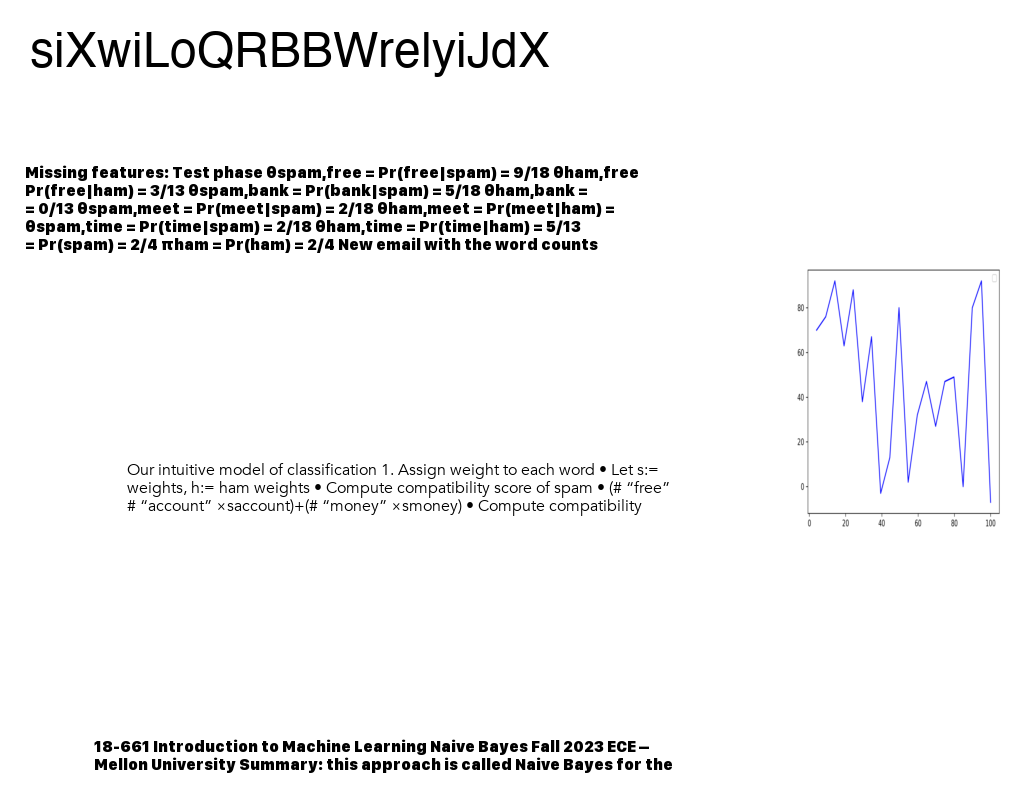 siXwiLoQRBBWrelyiJdX
Missing features: Test phase θspam,free = Pr(free|spam) = 9/18 θham,free
Pr(free|ham) = 3/13 θspam,bank = Pr(bank|spam) = 5/18 θham,bank =
= 0/13 θspam,meet = Pr(meet|spam) = 2/18 θham,meet = Pr(meet|ham) =
θspam,time = Pr(time|spam) = 2/18 θham,time = Pr(time|ham) = 5/13
= Pr(spam) = 2/4 πham = Pr(ham) = 2/4 New email with the word counts
80
60
40
20
0
0 20 40 60 80 100
Our intuitive model of classification 1. Assign weight to each word • Let s:=
weights, h:= ham weights • Compute compatibility score of spam • (# “free”
# “account” ×saccount)+(# “money” ×smoney) • Compute compatibility
18-661 Introduction to Machine Learning Naive Bayes Fall 2023 ECE –
Mellon University Summary: this approach is called Naive Bayes for the